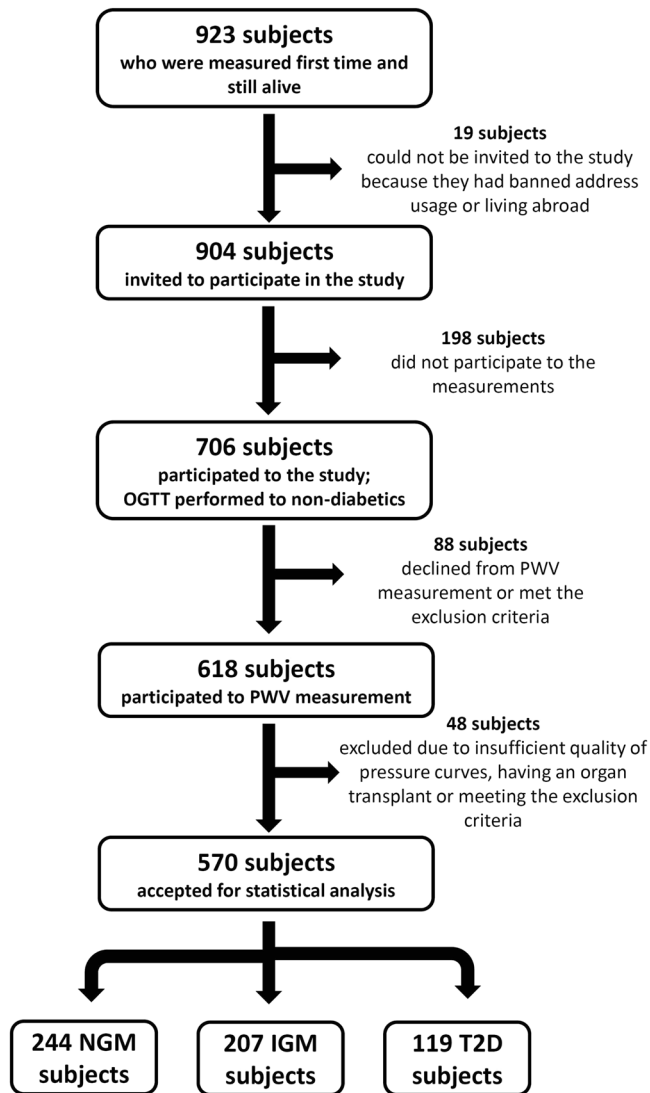 923 subjects
who were measured first time and
still alive
19 subjects
could not be invited to the study
because they had banned address
usage or living abroad
904 subjects
invited to participate in the study
198 subjects
did not participate to the
measurements
706 subjects
participated to the study;
OGTT performed to non-diabetics
88 subjects
declined from PWV
measurement or met the
exclusion criteria
618 subjects
participated to PWV measurement
48 subjects
excluded due to insufficient quality of
pressure curves, having an organ
transplant or meeting the exclusion
criteria
570 subjects
accepted for statistical analysis
244 NGM
subjects
207 IGM
subjects
119 T2D
subjects